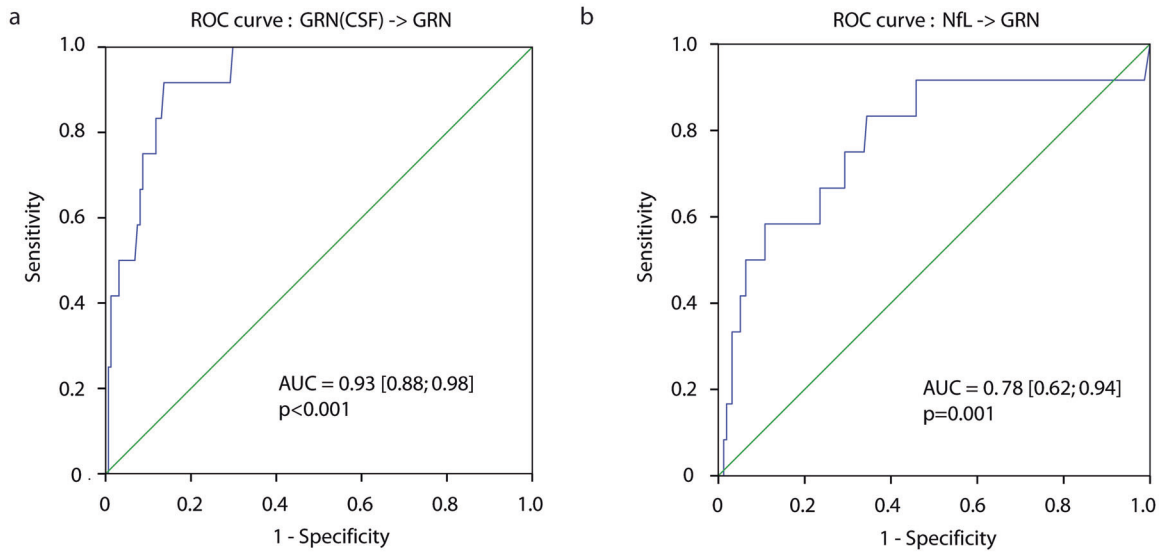 a
ROC curve : GRN(CSF) -> GRN
1.0
0.8
0.6
0.4
0.2
0
Sensitivity
AUC = 0.93 [0.88; 0.98]
p<0.001
0
0.2
0.4
0.6
0.8
1.0
1 - Specificity
b
ROC curve : NfL -> GRN
1.0
0.8
0.6
0.4
0.2
0
Sensitivity
AUC = 0.78 [0.62; 0.94]
p=0.001
0
0.2
0.4
0.6
0.8
1.0
1 - Specificity